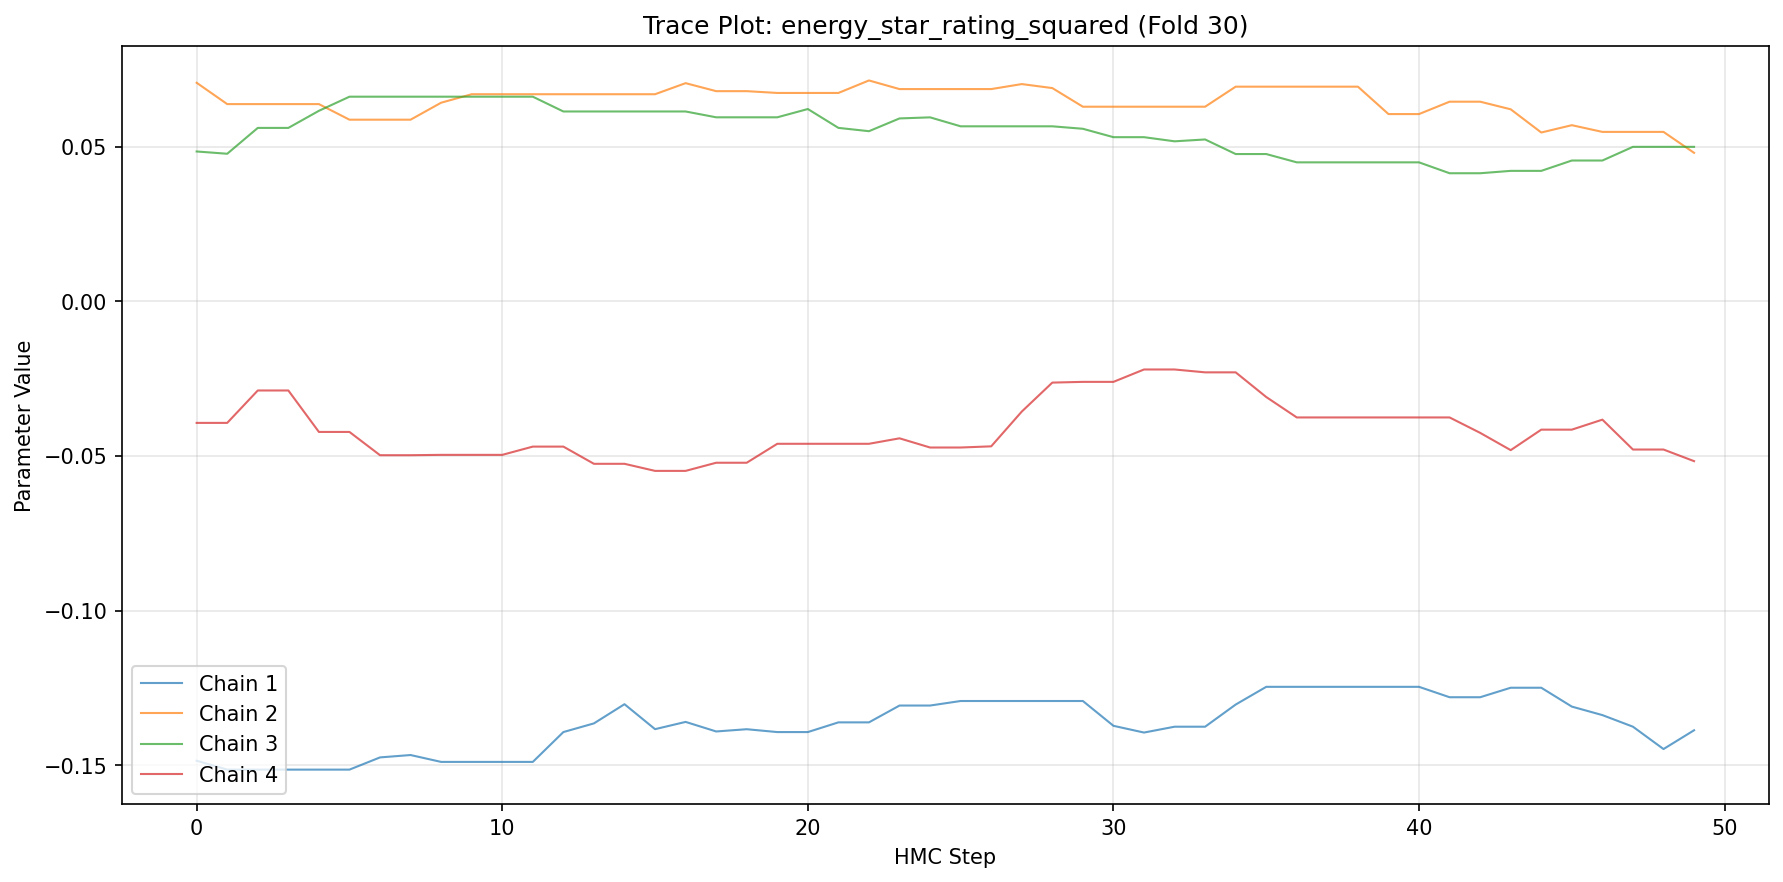 Trace Plot: energy_star_rating_squared (Fold 30)
Parameter Value
0.05
0.00
−0.05
−0.10
−0.15
Chain 1
Chain 2
Chain 3
Chain 4
0 10 20 30 40 50
HMC Step